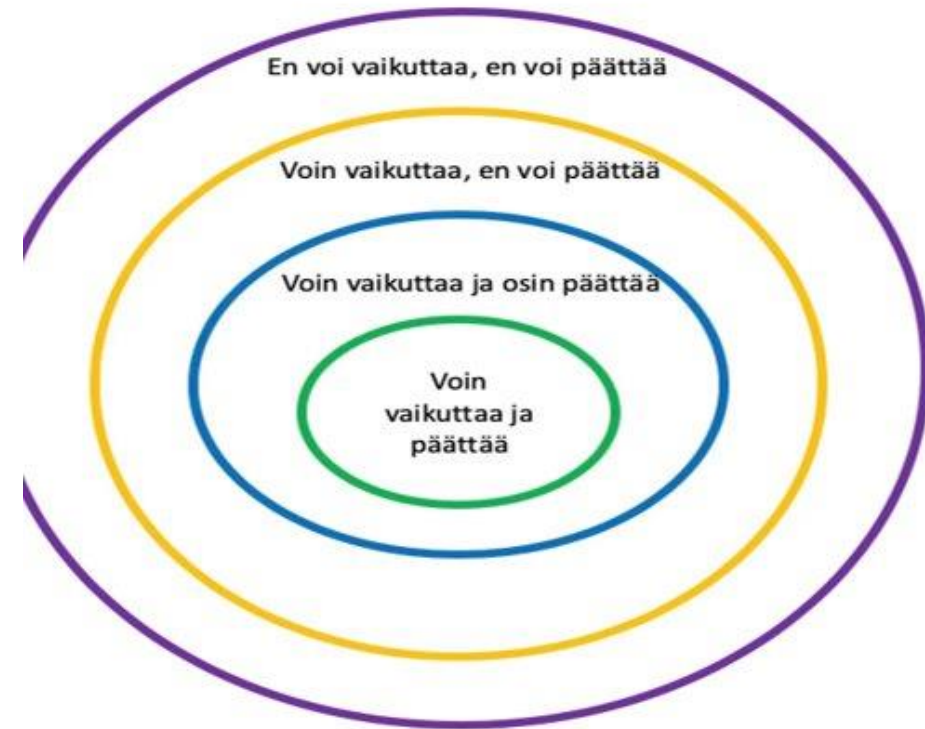 En voi vaikuttaa, en voi päättää
Voin vaikuttaa, en voi päättää
Voin vaikuttaa ja osin päättää
Voin
vaikuttaa ja
päättää